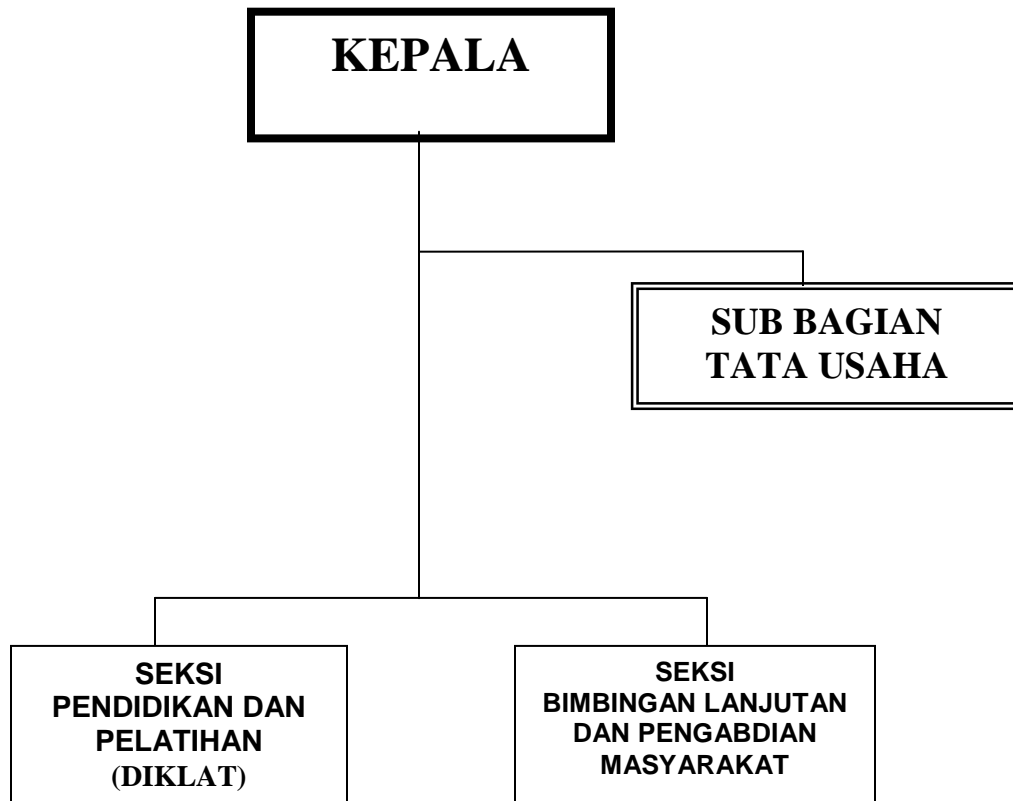 KEPALA
SUB BAGIAN
TATA USAHA
SEKSI
PENDIDIKAN DAN
PELATIHAN
(DIKLAT)
SEKSI
BIMBINGAN LANJUTAN
DAN PENGABDIAN
MASYARAKAT